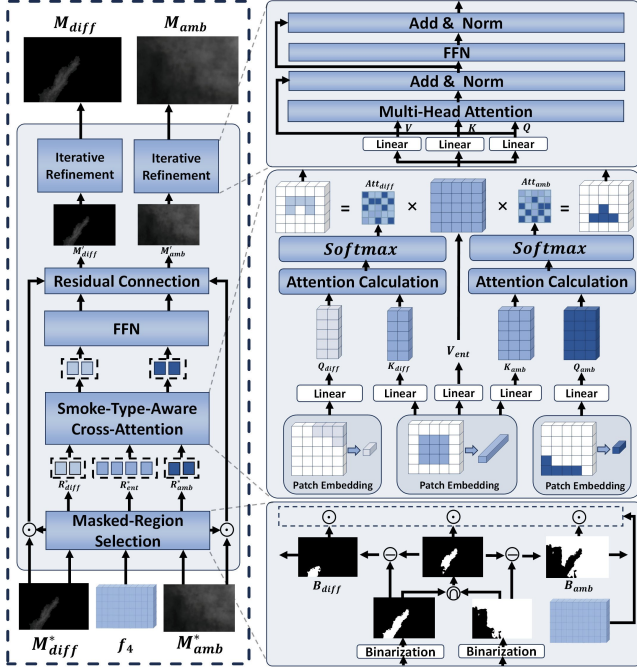 M_diff
M_amb
Iterative Refinement
Iterative Refinement
M'_diff
M'_amb
Residual Connection
FFN
Smoke-Type-Aware
Cross-Attention
R*_diff
R*_ent
R*_amb
Masked-Region
Selection
M*_diff
f_4
M*_amb
Add & Norm
FFN
Add & Norm
Multi-Head Attention
V
K
Q
Linear
Linear
Linear
Att_diff
Att_amb
=
×
×
=
Softmax
Softmax
Attention Calculation
Attention Calculation
Q_diff
K_diff
V_ent
K_amb
Q_amb
Linear
Linear
Linear
Linear
Linear
Patch Embedding
Patch Embedding
Patch Embedding
B_diff
B_amb
Binarization
Binarization